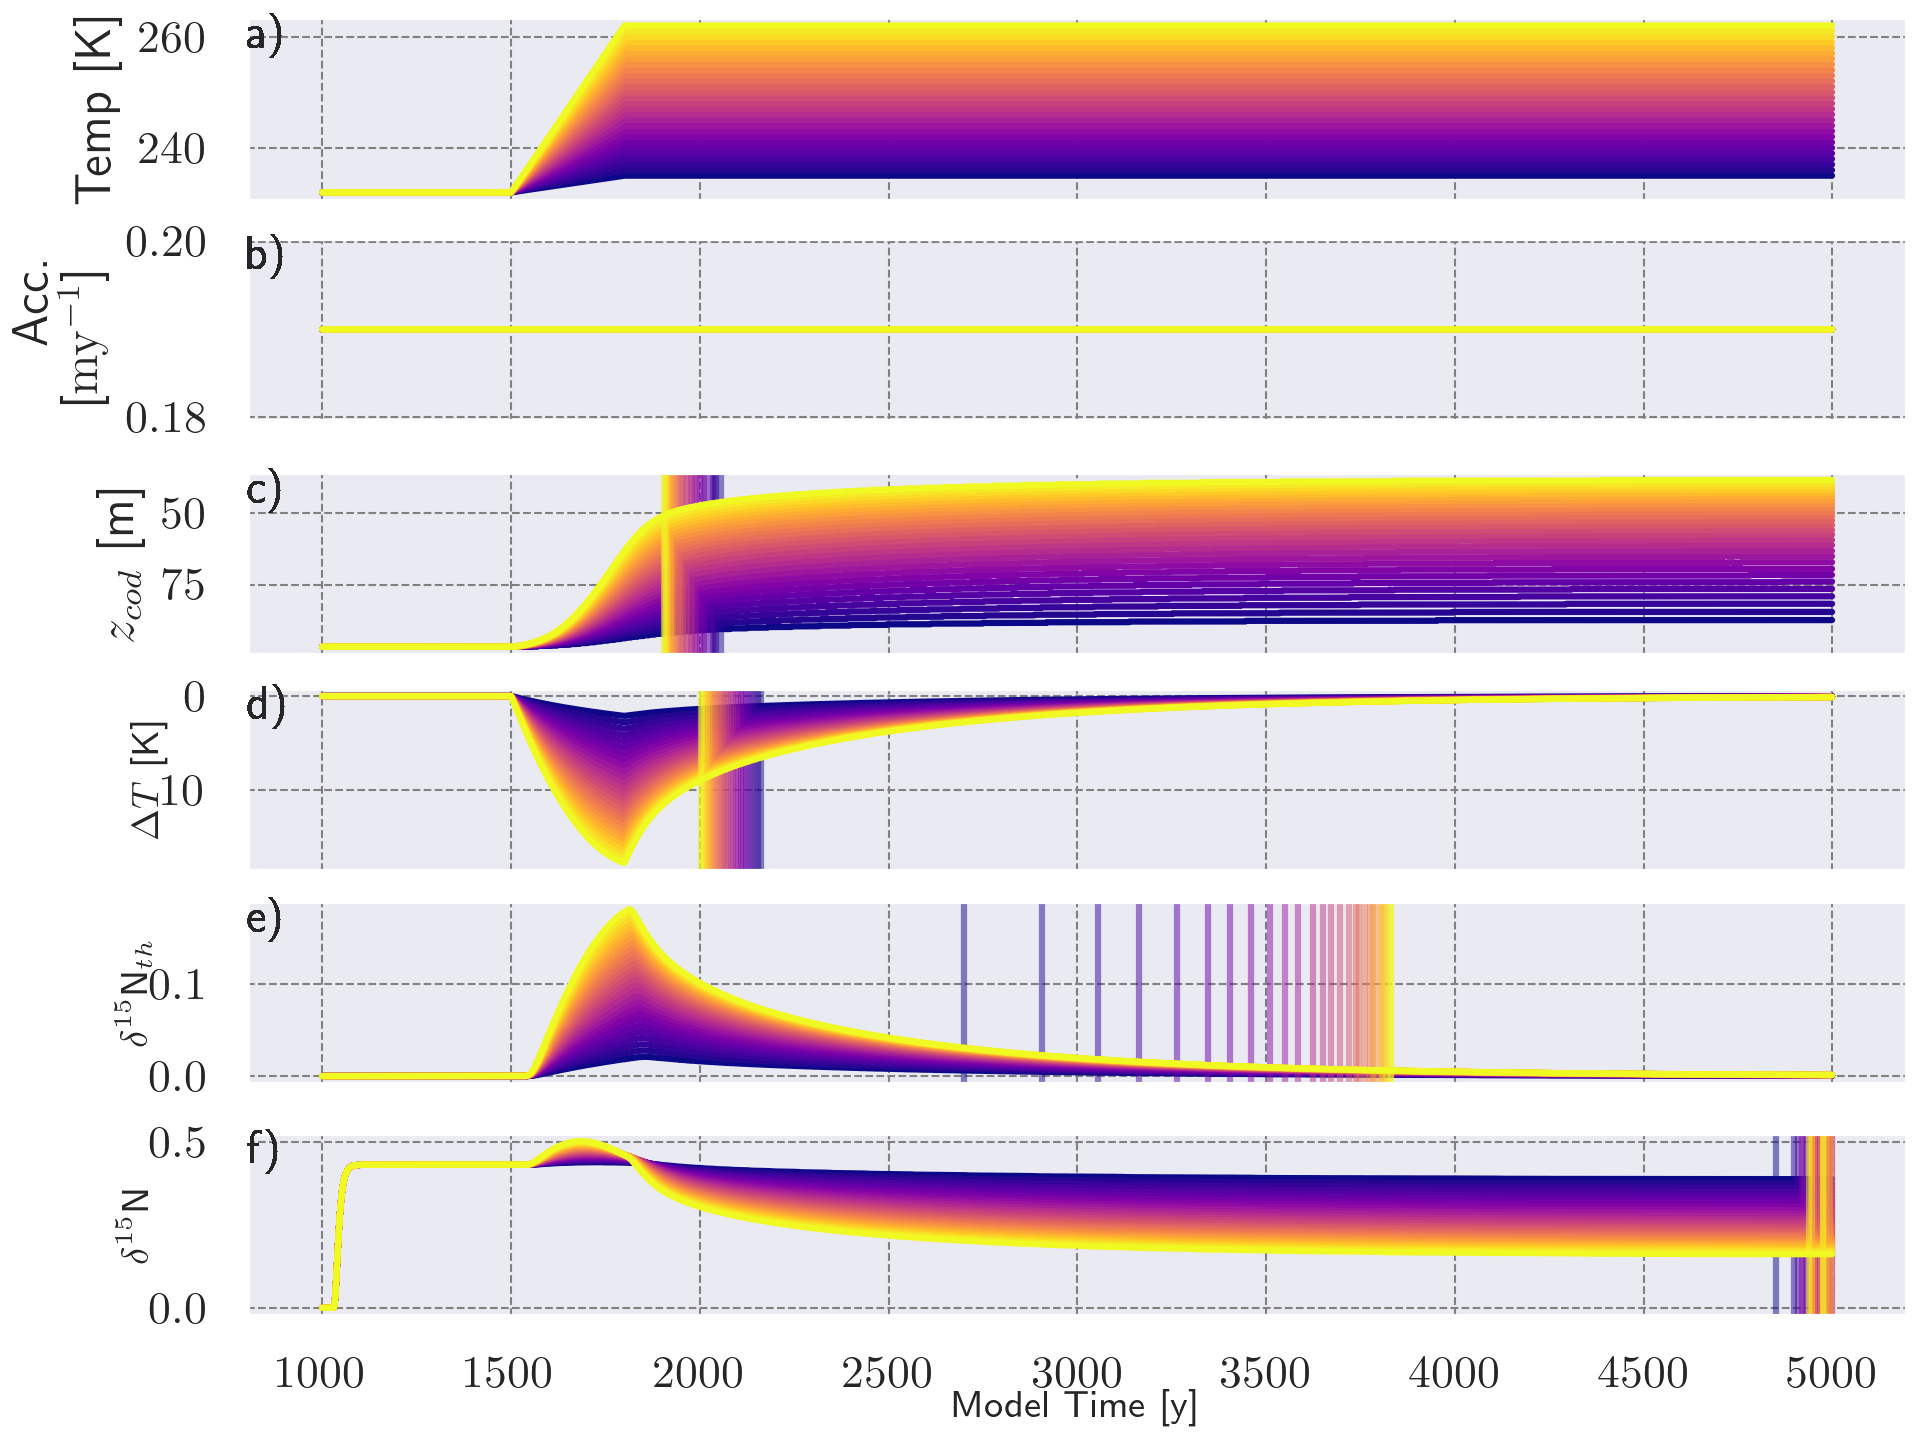 a)
Temp [K]
260
240
b)
Acc.
[my⁻¹]
0.20
0.18
c)
z_cod [m]
50
75
d)
ΔT [K]
0
10
e)
δ¹⁵N_th
0.1
0.0
f)
δ¹⁵N
0.5
0.0
1000 1500 2000 2500 3000 3500 4000 4500 5000
Model Time [y]